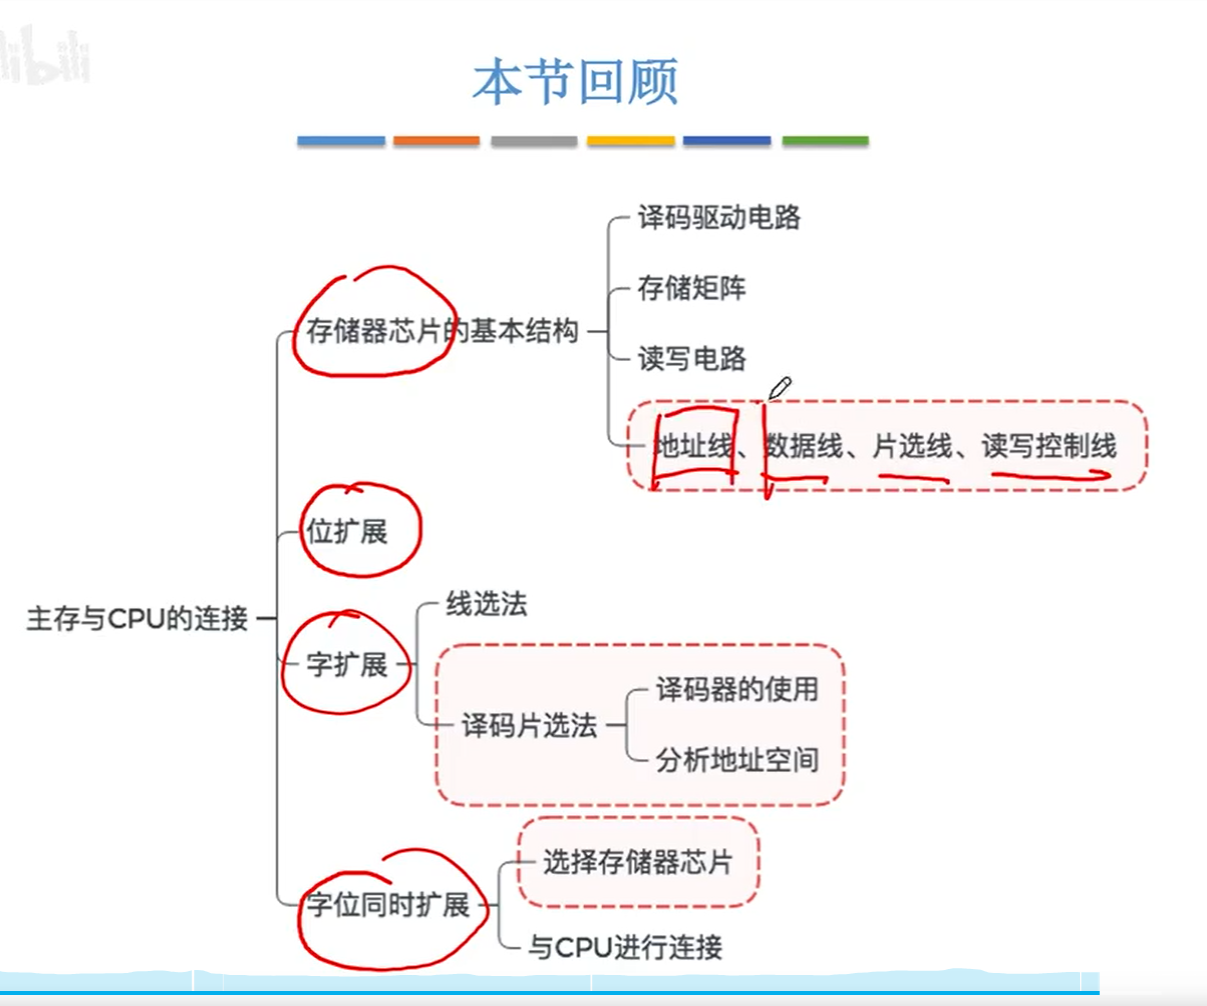 本节回顾
译码驱动电路
存储矩阵
存储器芯片的基本结构
读写电路
地址线、数据线、片选线、读写控制线
位扩展
线选法
主存与CPU的连接
字扩展
译码器的使用
译码片选法
分析地址空间
选择存储器芯片
字位同时扩展
与CPU进行连接